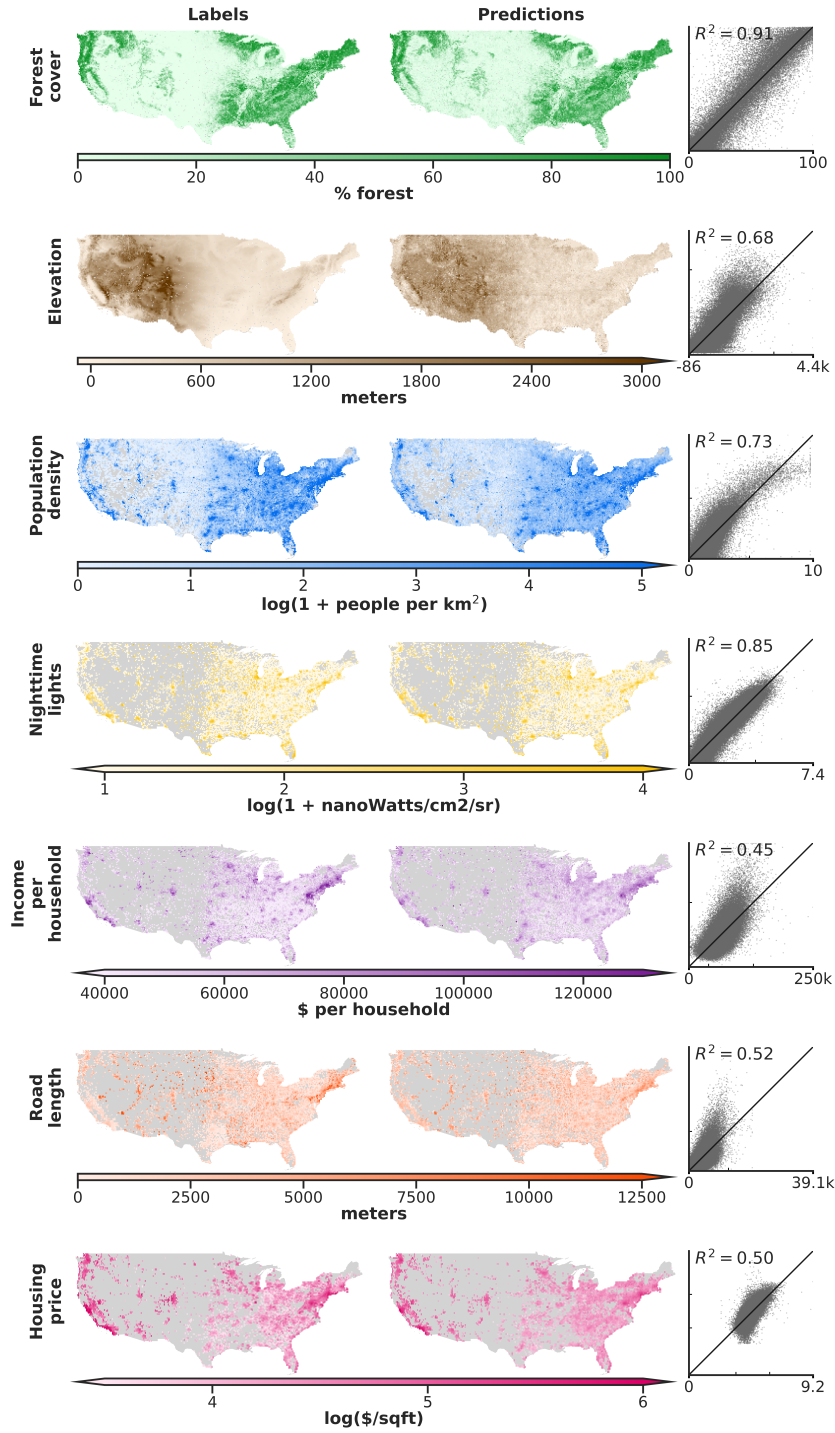 Labels
Predictions
Forest
cover
R² = 0.91
0
100
0 20 40 60 80 100
% forest
Elevation
R² = 0.68
-86
4.4k
0 600 1200 1800 2400 3000
meters
Population
density
R² = 0.73
0
10
0 1 2 3 4 5
log(1 + people per km²)
Nighttime
lights
R² = 0.85
0
7.4
1 2 3 4
log(1 + nanoWatts/cm2/sr)
Income
per
household
R² = 0.45
0
250k
40000 60000 80000 100000 120000
$ per household
Road
length
R² = 0.52
0
39.1k
0 2500 5000 7500 10000 12500
meters
Housing
price
R² = 0.50
0
9.2
4 5 6
log($/sqft)